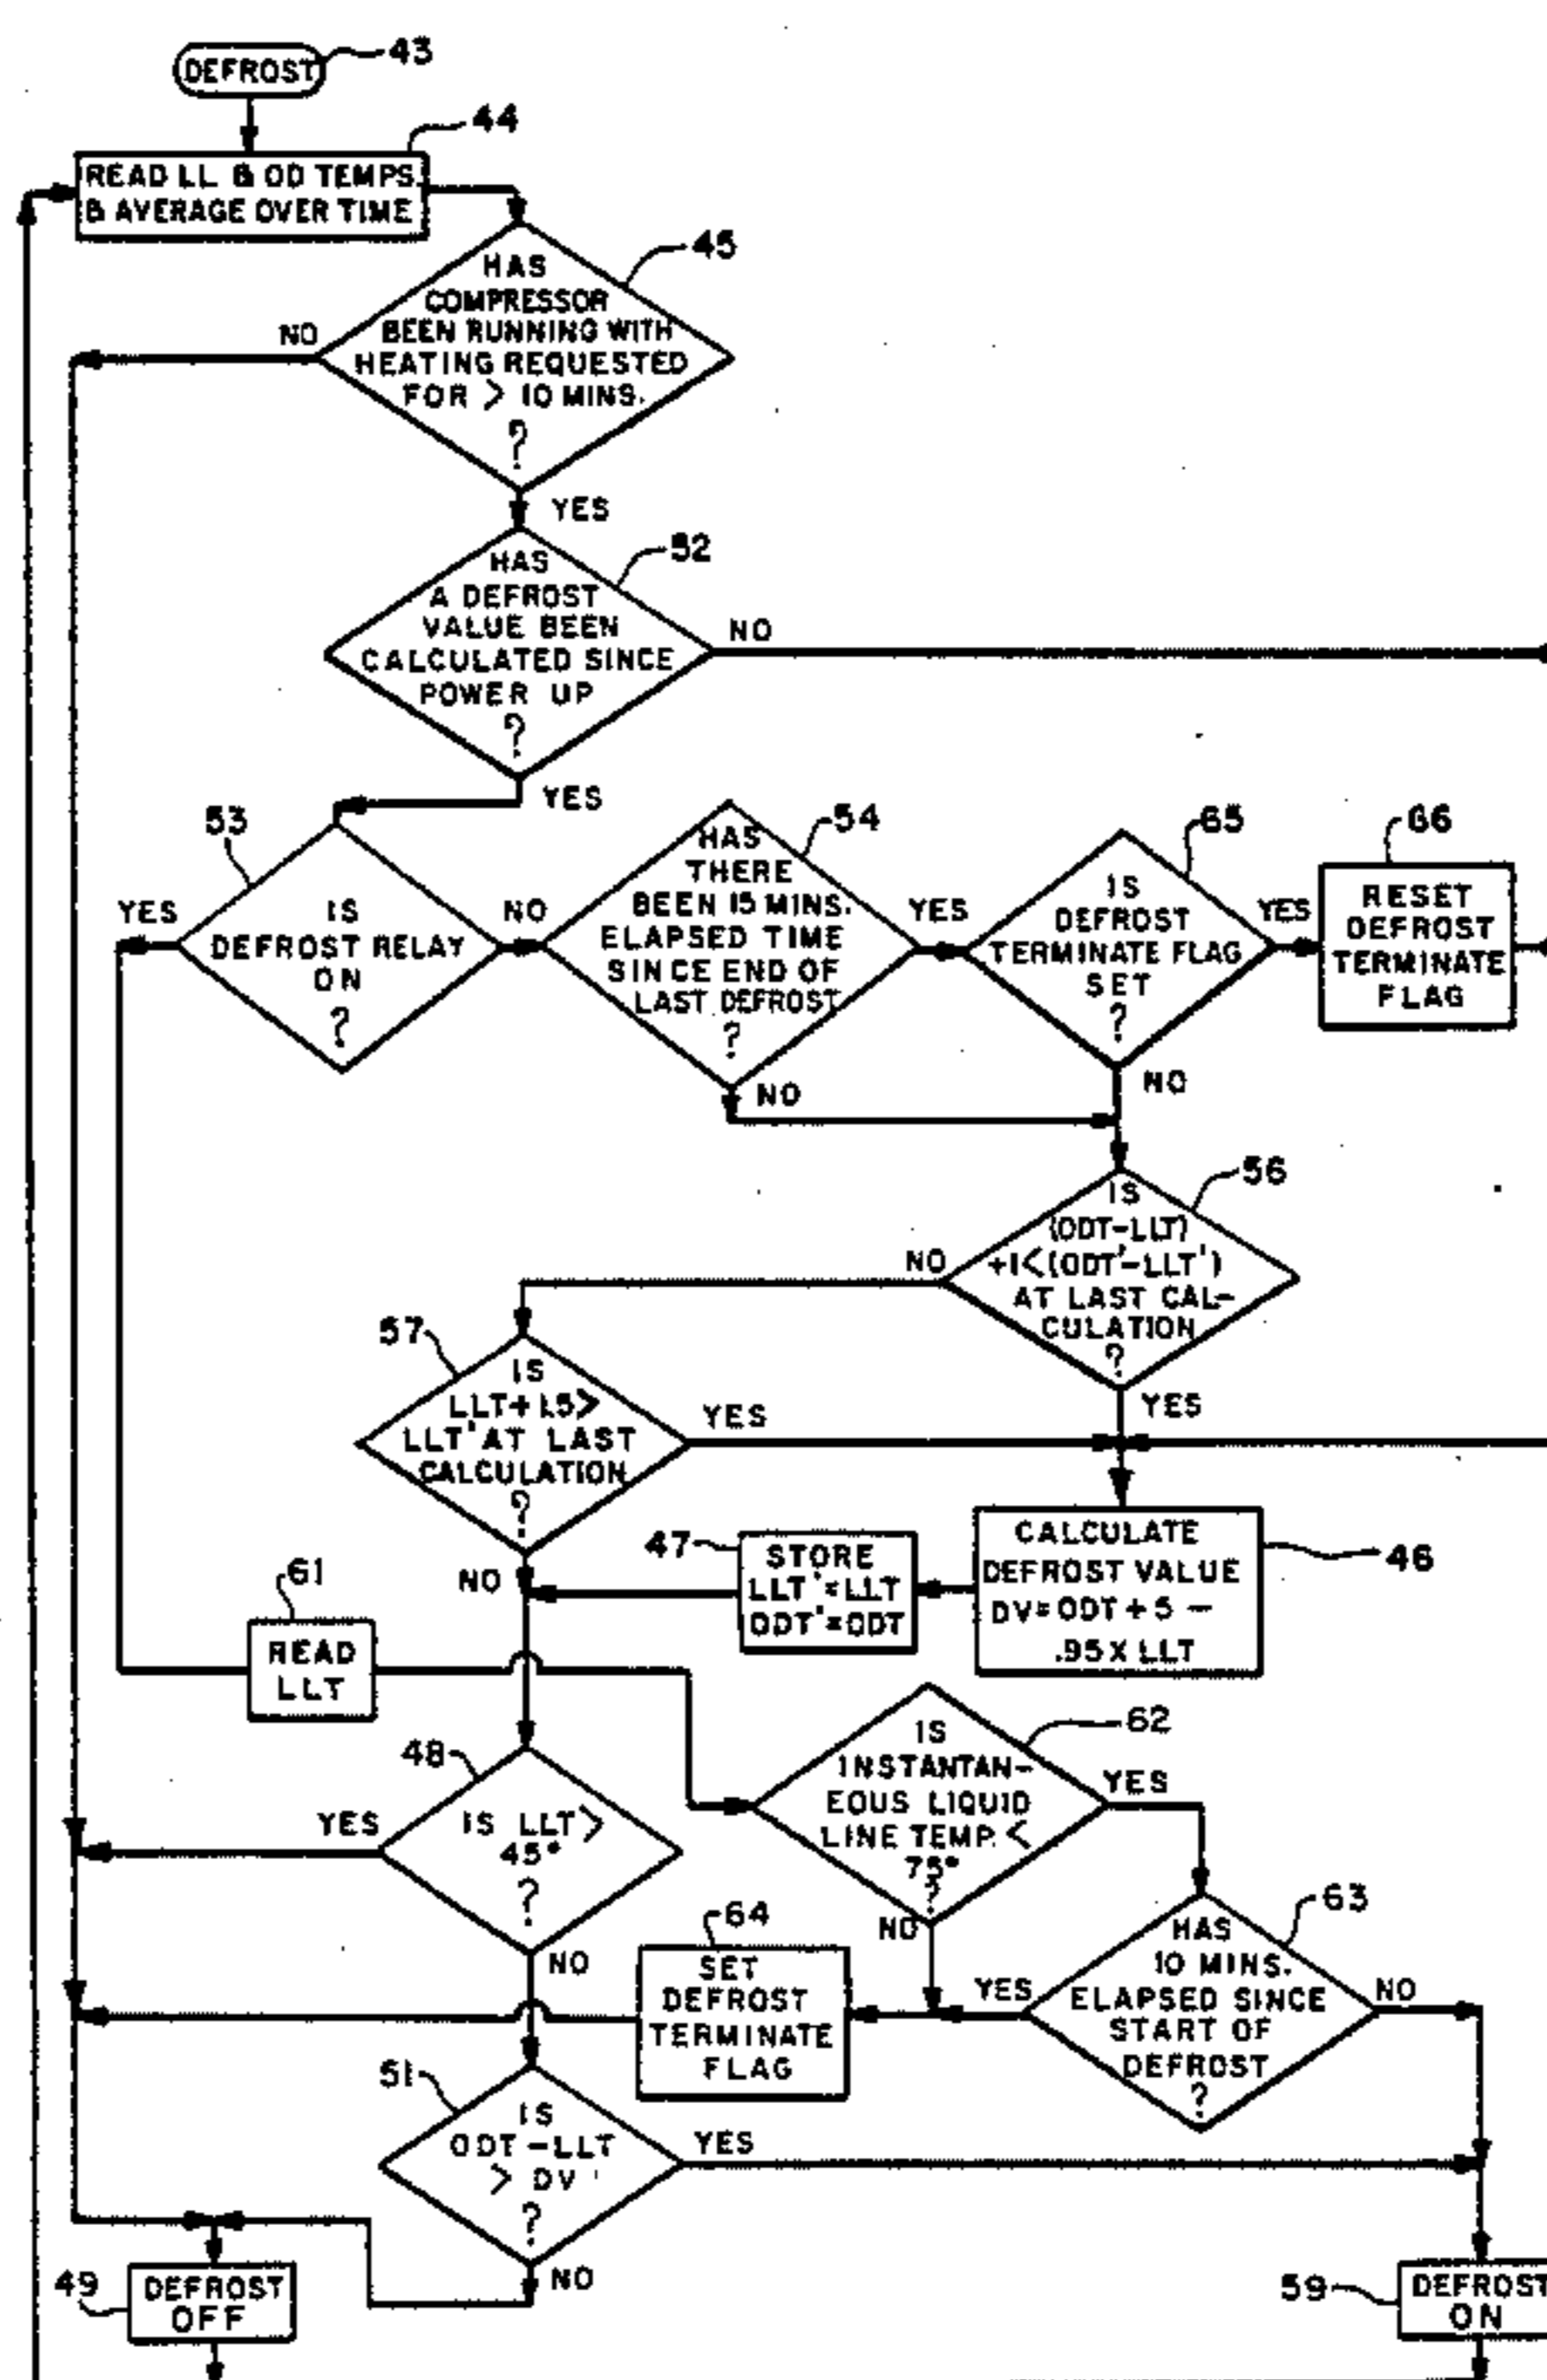 DEFROST
43
44
READ LL & OD TEMPS.
& AVERAGE OVER TIME
45
HAS
COMPRESSOR
BEEN RUNNING WITH
HEATING REQUESTED
FOR > 10 MINS.
?
NO
YES
52
HAS
A DEFROST
VALUE BEEN
CALCULATED SINCE
POWER UP
?
NO
YES
53
IS
DEFROST RELAY
ON
?
YES
NO
54
HAS
THERE
BEEN 15 MINS.
ELAPSED TIME
SINCE END OF
LAST DEFROST
?
YES
NO
65
IS
DEFROST
TERMINATE FLAG
SET
?
YES
NO
66
RESET
DEFROST
TERMINATE
FLAG
56
IS
(ODT-LLT)
+1<(ODT'-LLT')
AT LAST CAL-
CULATION
?
NO
YES
57
IS
LLT+1.5>
LLT' AT LAST
CALCULATION
?
YES
NO
47
STORE
LLT'=LLT
ODT'=ODT
CALCULATE
DEFROST VALUE
DV=ODT+5-
.95 X LLT
46
61
READ
LLT
48
IS LLT>
45°
?
YES
NO
62
IS
INSTANTAN-
EOUS LIQUID
LINE TEMP. <
75°
?
YES
NO
63
HAS
10 MINS.
ELAPSED SINCE
START OF
DEFROST
?
YES
NO
64
SET
DEFROST
TERMINATE
FLAG
51
IS
ODT-LLT
> DV
?
YES
NO
49
DEFROST
OFF
59
DEFROST
ON